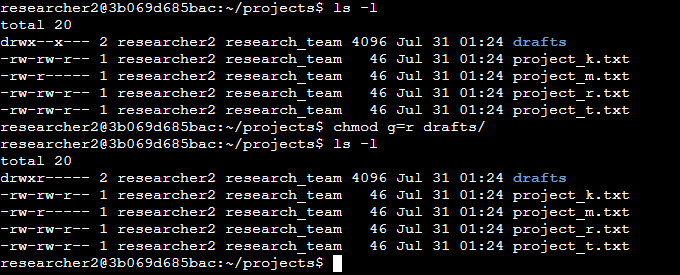 researcher2@3b069d685bac:~/projects$ ls -l
total 20
drwx--x--- 2 researcher2 research_team 4096 Jul 31 01:24 drafts
-rw-rw-r-- 1 researcher2 research_team   46 Jul 31 01:24 project_k.txt
-rw-r----- 1 researcher2 research_team   46 Jul 31 01:24 project_m.txt
-rw-rw-r-- 1 researcher2 research_team   46 Jul 31 01:24 project_r.txt
-rw-rw-r-- 1 researcher2 research_team   46 Jul 31 01:24 project_t.txt
researcher2@3b069d685bac:~/projects$ chmod g=r drafts/
researcher2@3b069d685bac:~/projects$ ls -l
total 20
drwxr----- 2 researcher2 research_team 4096 Jul 31 01:24 drafts
-rw-rw-r-- 1 researcher2 research_team   46 Jul 31 01:24 project_k.txt
-rw-r----- 1 researcher2 research_team   46 Jul 31 01:24 project_m.txt
-rw-rw-r-- 1 researcher2 research_team   46 Jul 31 01:24 project_r.txt
-rw-rw-r-- 1 researcher2 research_team   46 Jul 31 01:24 project_t.txt
researcher2@3b069d685bac:~/projects$